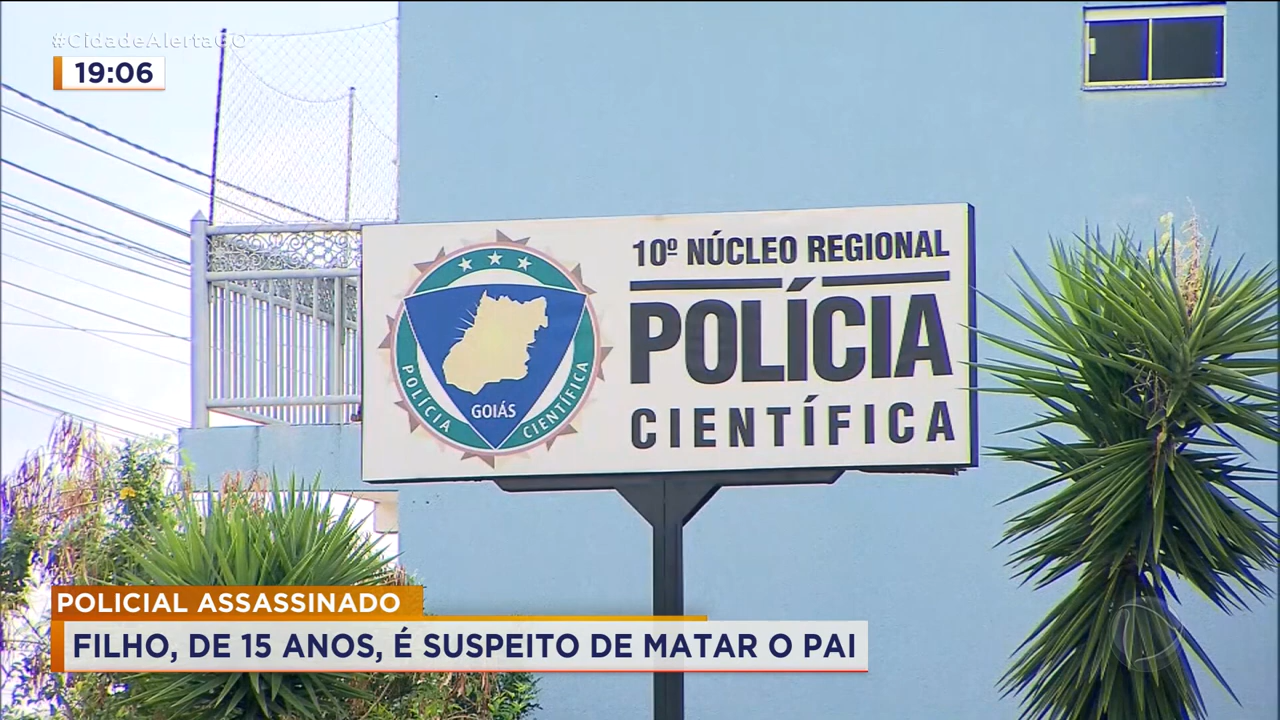 #CidadeAlertaGO
19:06
10º NÚCLEO REGIONAL
POLÍCIA
CIENTÍFICA
GOIÁS
POLÍCIA CIENTÍFICA
POLICIAL ASSASSINADO
FILHO, DE 15 ANOS, É SUSPEITO DE MATAR O PAI